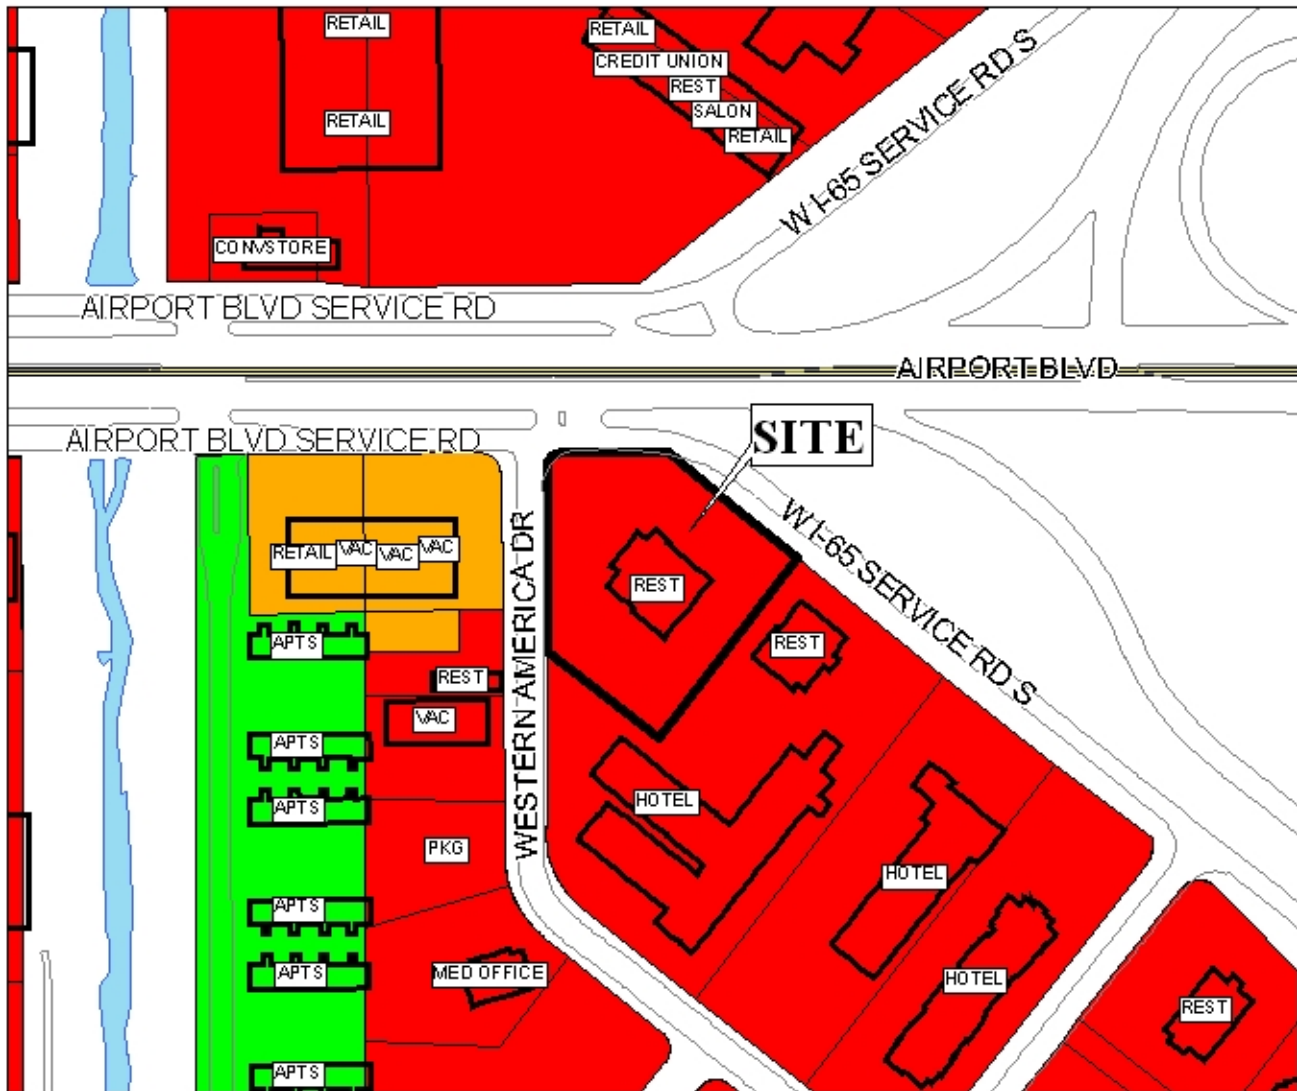 RETAIL
RETAIL
CREDIT UNION
REST
SALON
RETAIL
RETAIL
W I-65 SERVICE RD S
CONVSTORE
AIRPORT BLVD SERVICE RD
AIRPORT BLVD
AIRPORT BLVD SERVICE RD
SITE
W I-65 SERVICE RD S
WESTERN AMERICA DR
RETAIL
VAC
VAC
VAC
REST
APTS
REST
REST
VAC
APTS
APTS
HOTEL
PKG
HOTEL
APTS
APTS
MED OFFICE
HOTEL
REST
APTS